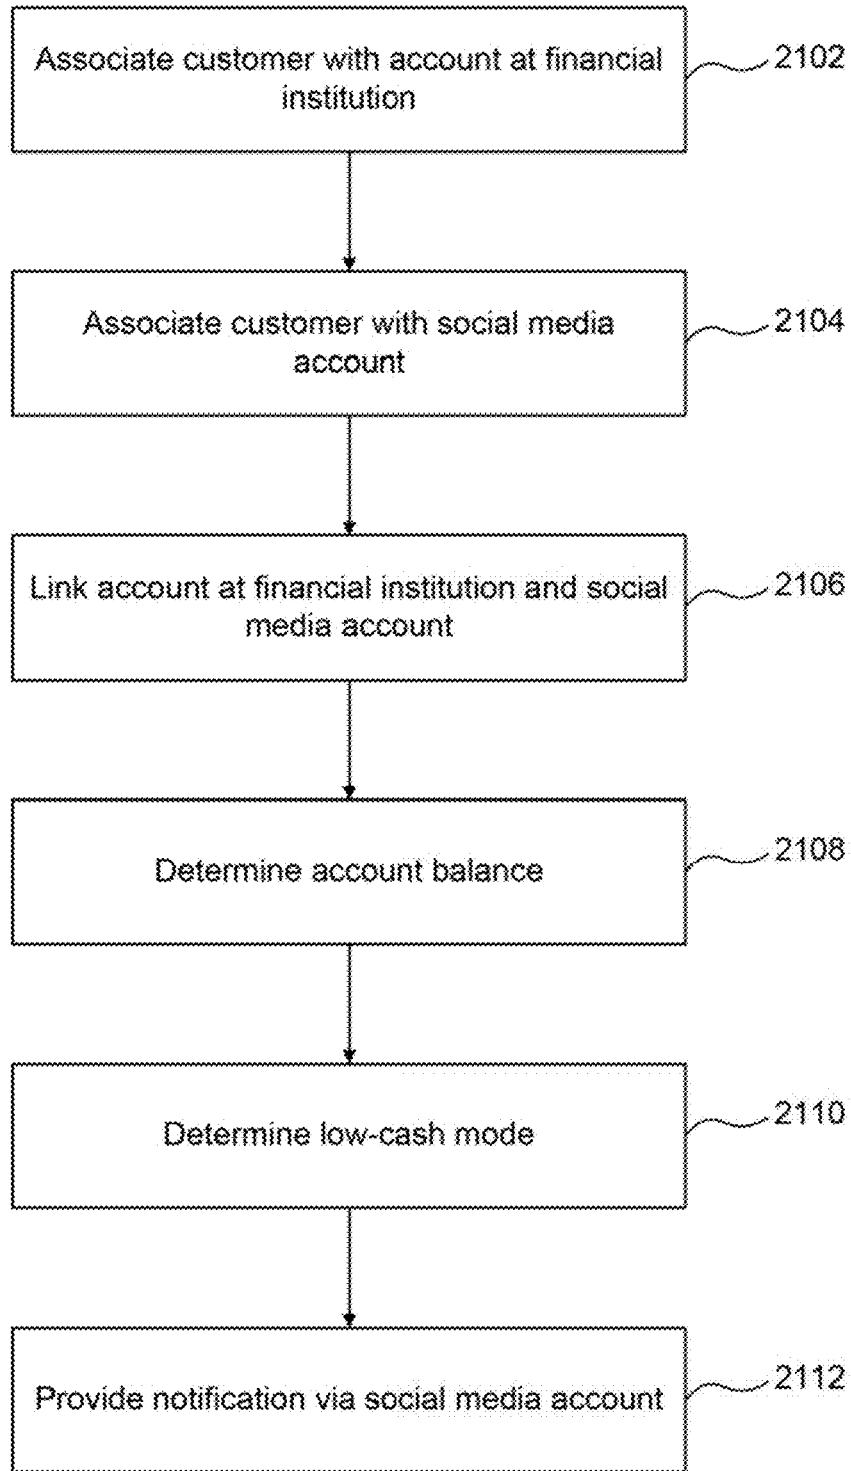 Associate customer with account at financial
institution
2102
Associate customer with social media
account
2104
Link account at financial institution and social
media account
2106
Determine account balance
2108
Determine low-cash mode
2110
Provide notification via social media account
2112